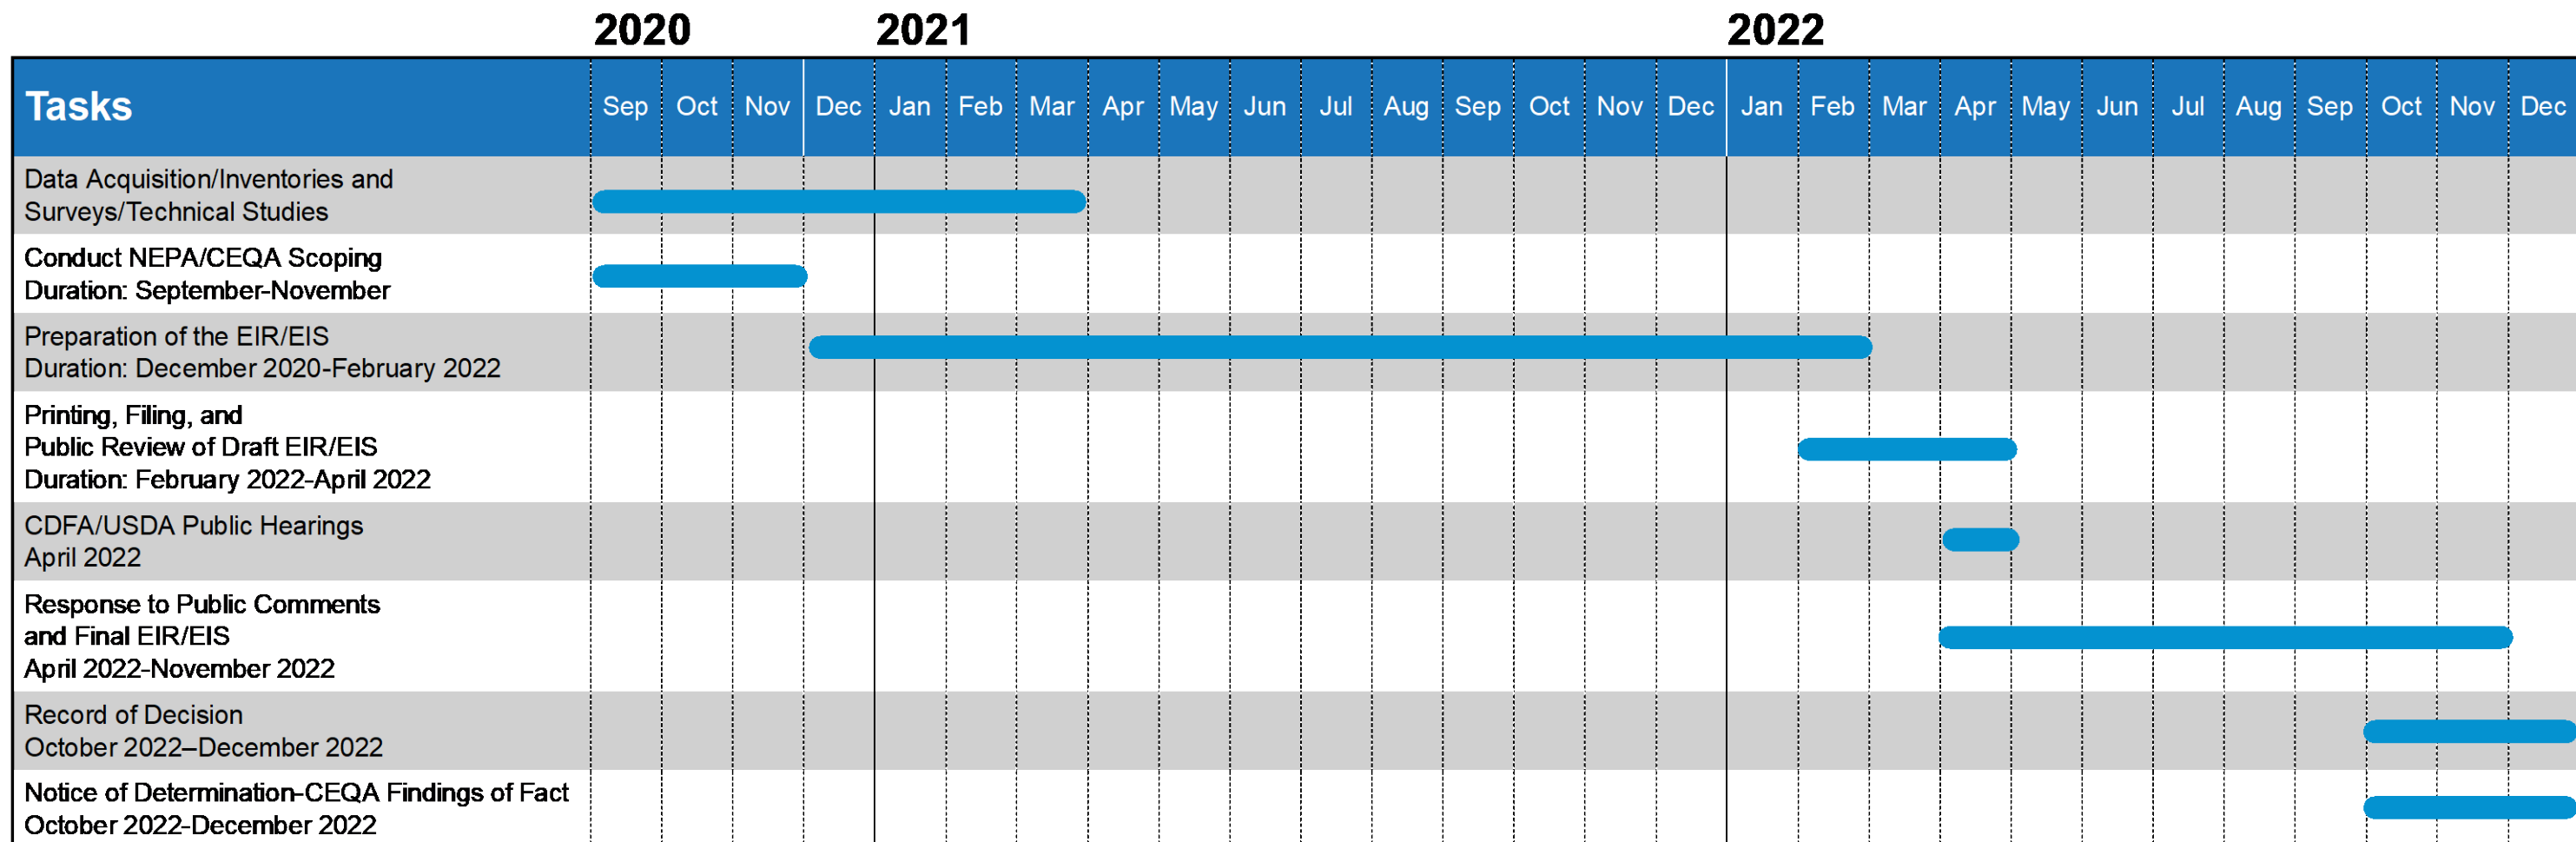 2020 2021 2022
Tasks Sep Oct Nov Dec Jan Feb Mar Apr May Jun Jul Aug Sep Oct Nov Dec Jan Feb Mar Apr May Jun Jul Aug Sep Oct Nov Dec
Data Acquisition/Inventories and
Surveys/Technical Studies
Conduct NEPA/CEQA Scoping
Duration: September-November
Preparation of the EIR/EIS
Duration: December 2020-February 2022
Printing, Filing, and
Public Review of Draft EIR/EIS
Duration: February 2022-April 2022
CDFA/USDA Public Hearings
April 2022
Response to Public Comments
and Final EIR/EIS
April 2022-November 2022
Record of Decision
October 2022–December 2022
Notice of Determination-CEQA Findings of Fact
October 2022-December 2022